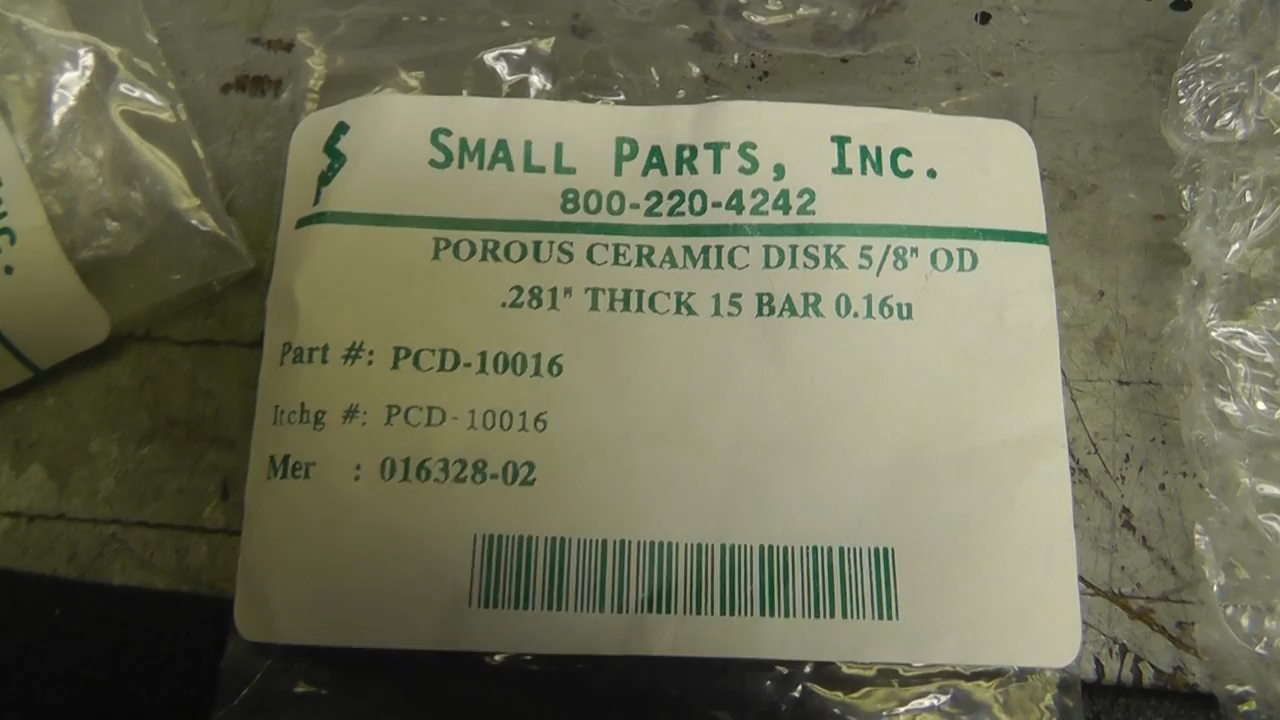 SMALL PARTS, INC.
800-220-4242
POROUS CERAMIC DISK 5/8" OD
.281" THICK 15 BAR 0.16u
Part #: PCD-10016
Itchg #: PCD-10016
Mer : 016328-02
NC.